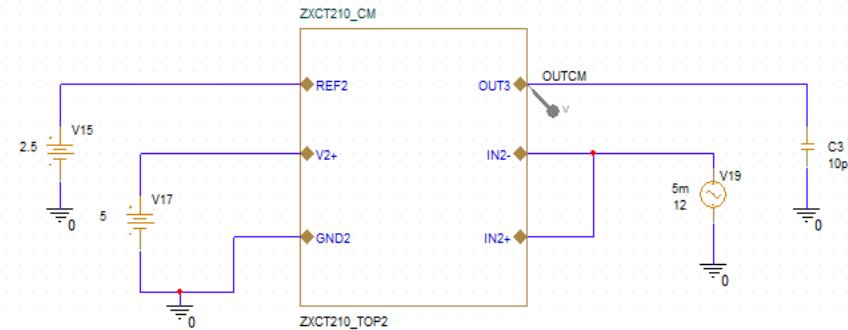 ZXCT210_CM
REF2
OUT3
OUTCM
V
2.5
V15
V2+
IN2-
C3
10p
5
V17
5m
12
V19
GND2
IN2+
0
0
0
0
ZXCT210_TOP2